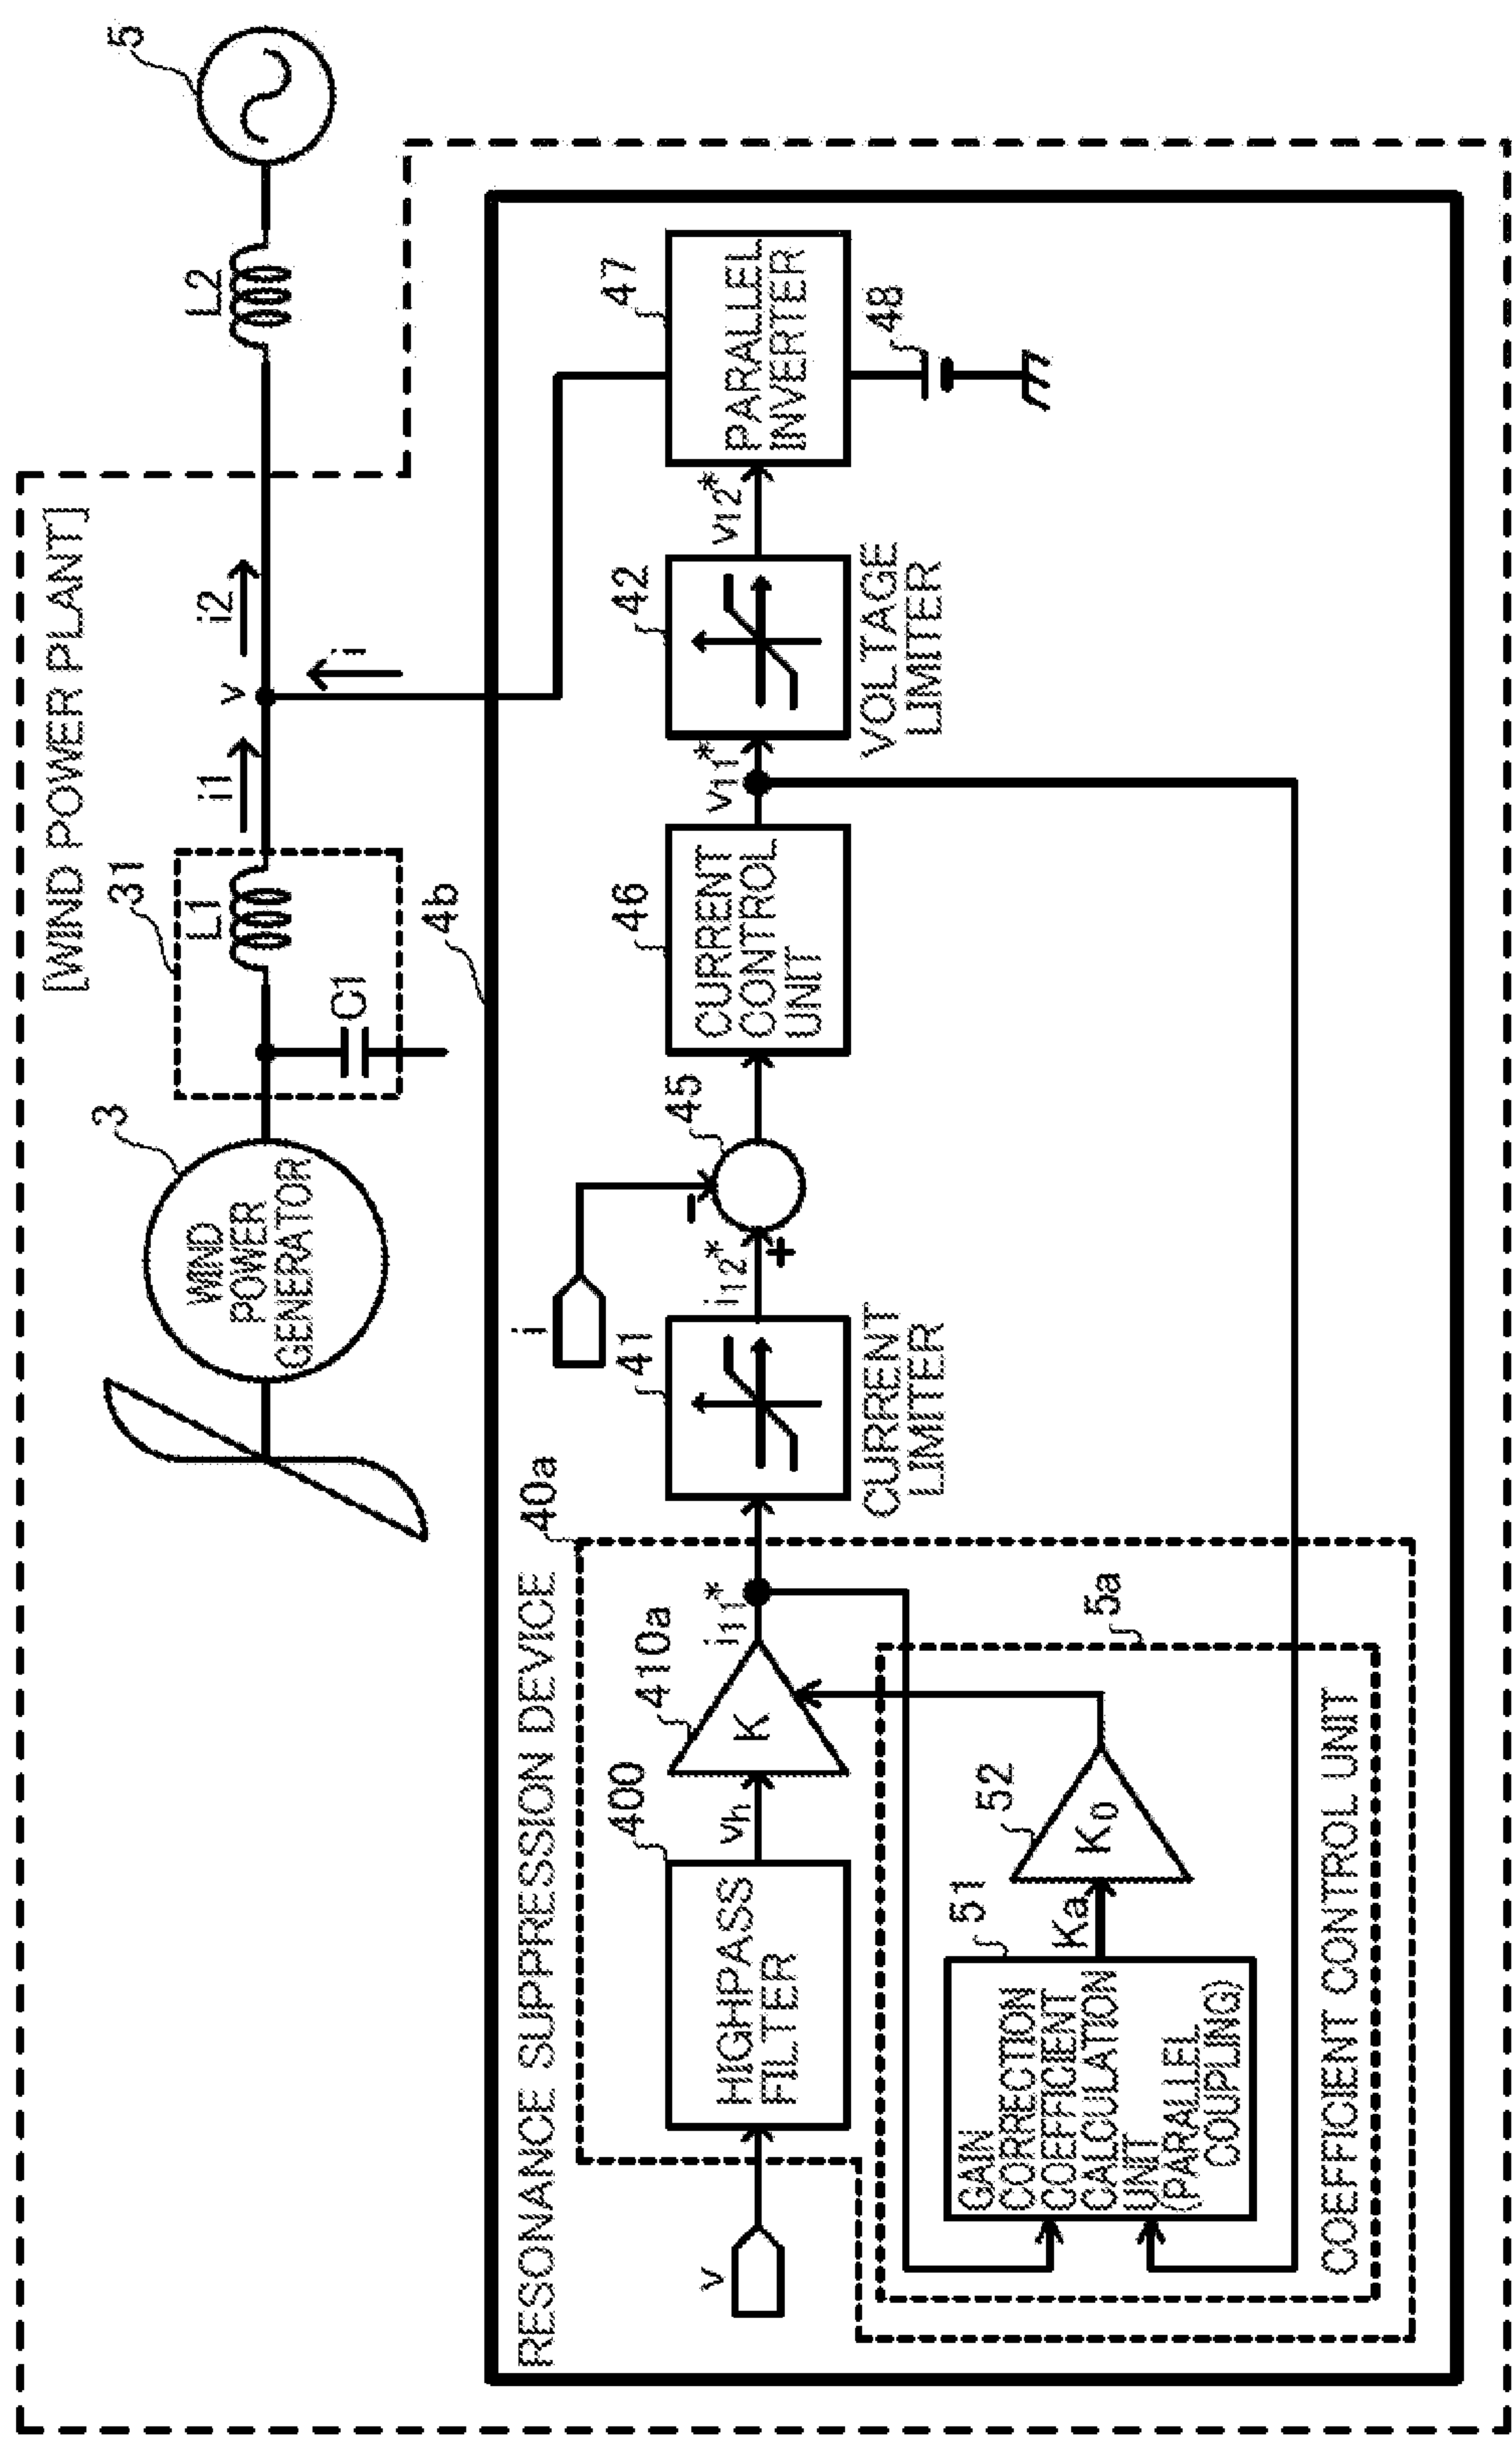 [WIND POWER PLANT]
3
WIND
POWER
GENERATOR
31
L1
C1
i1
v
i2
i
L2
5
4b
RESONANCE SUPPRESSION DEVICE
40a
v
HIGHPASS
FILTER
400
vh
410a
K
i11*
41
CURRENT
LIMITER
i12*
i
-
+
45
46
CURRENT
CONTROL
UNIT
v11*
42
VOLTAGE
LIMITER
v12*
47
PARALLEL
INVERTER
48
51
GAIN
CORRECTION
COEFFICIENT
CALCULATION
UNIT
(PARALLEL
COUPLING)
Ka
52
K0
5a
COEFFICIENT CONTROL UNIT